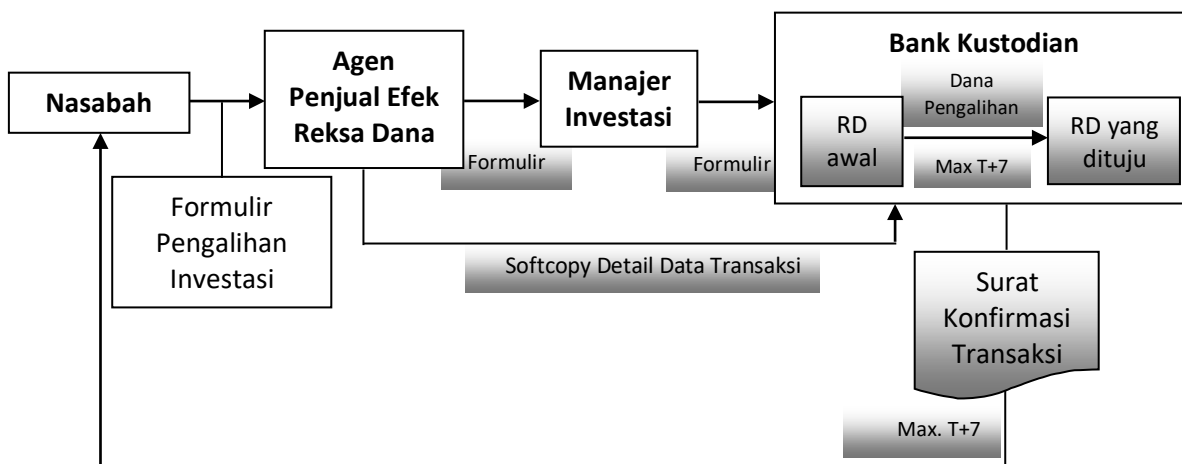 Nasabah
Agen
Penjual Efek
Reksa Dana
Manajer
Investasi
Bank Kustodian
Dana
Pengalihan
RD
awal
RD yang
dituju
Max T+7
Formulir
Formulir
Formulir
Pengalihan
Investasi
Softcopy Detail Data Transaksi
Surat
Konfirmasi
Transaksi
Max. T+7